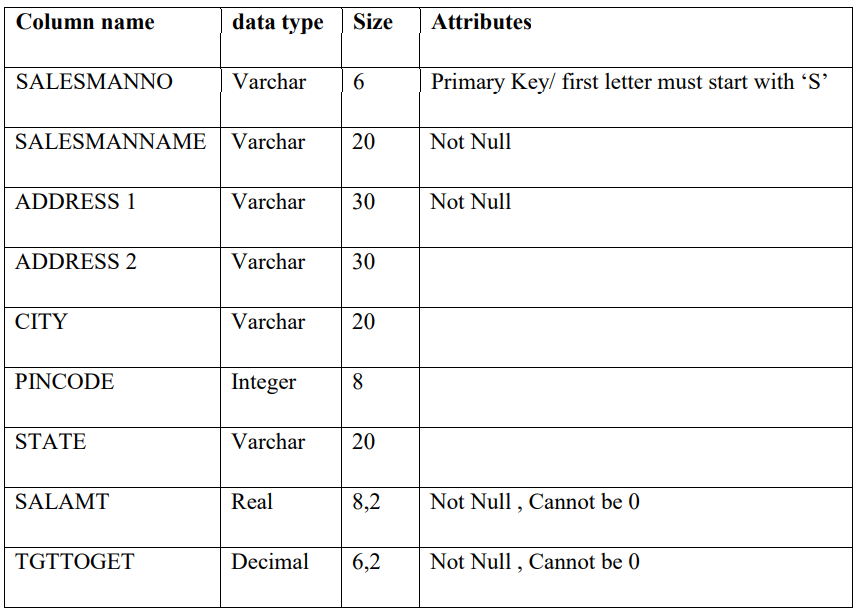 Column name data type Size Attributes
SALESMANNO Varchar 6 Primary Key/ first letter must start with ‘S’
SALESMANNAME Varchar 20 Not Null
ADDRESS 1 Varchar 30 Not Null
ADDRESS 2 Varchar 30
CITY Varchar 20
PINCODE Integer 8
STATE Varchar 20
SALAMT Real 8,2 Not Null , Cannot be 0
TGTTOGET Decimal 6,2 Not Null , Cannot be 0